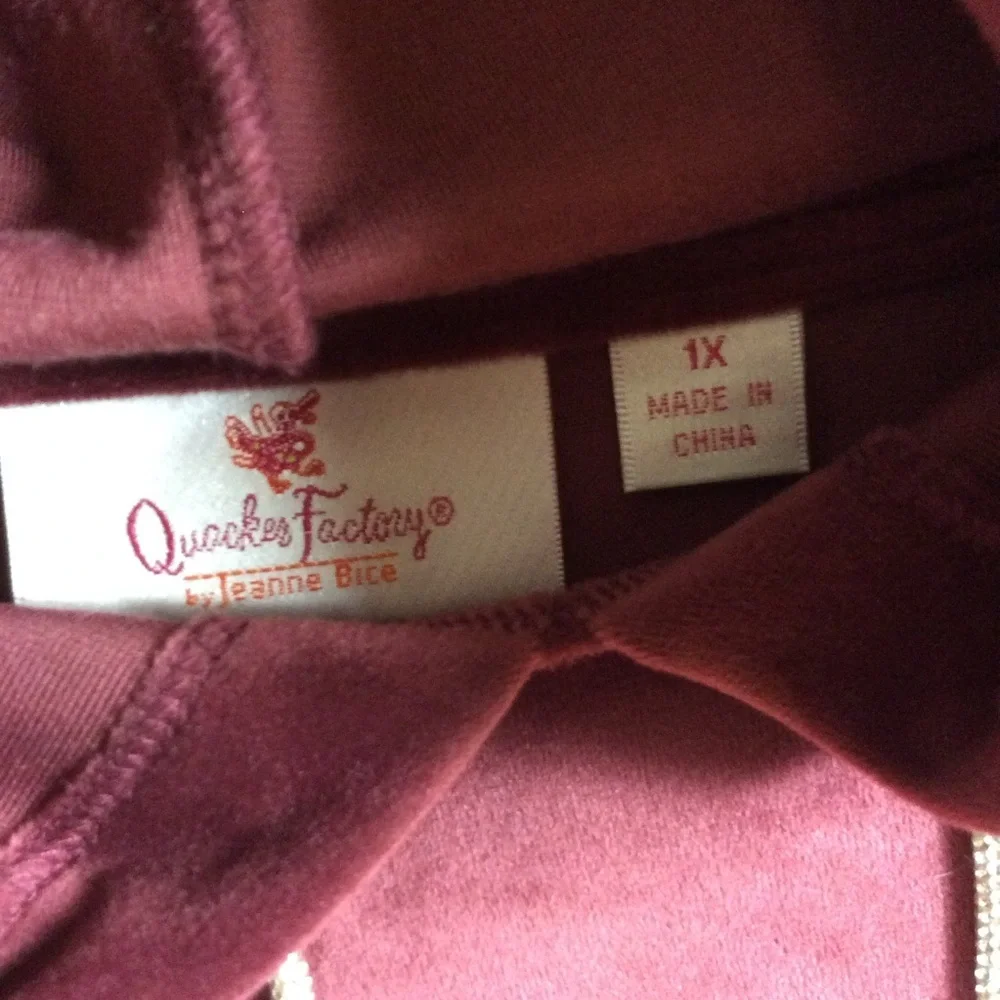 Quacker Factory®
by Jeanne Bice
1X
MADE IN
CHINA